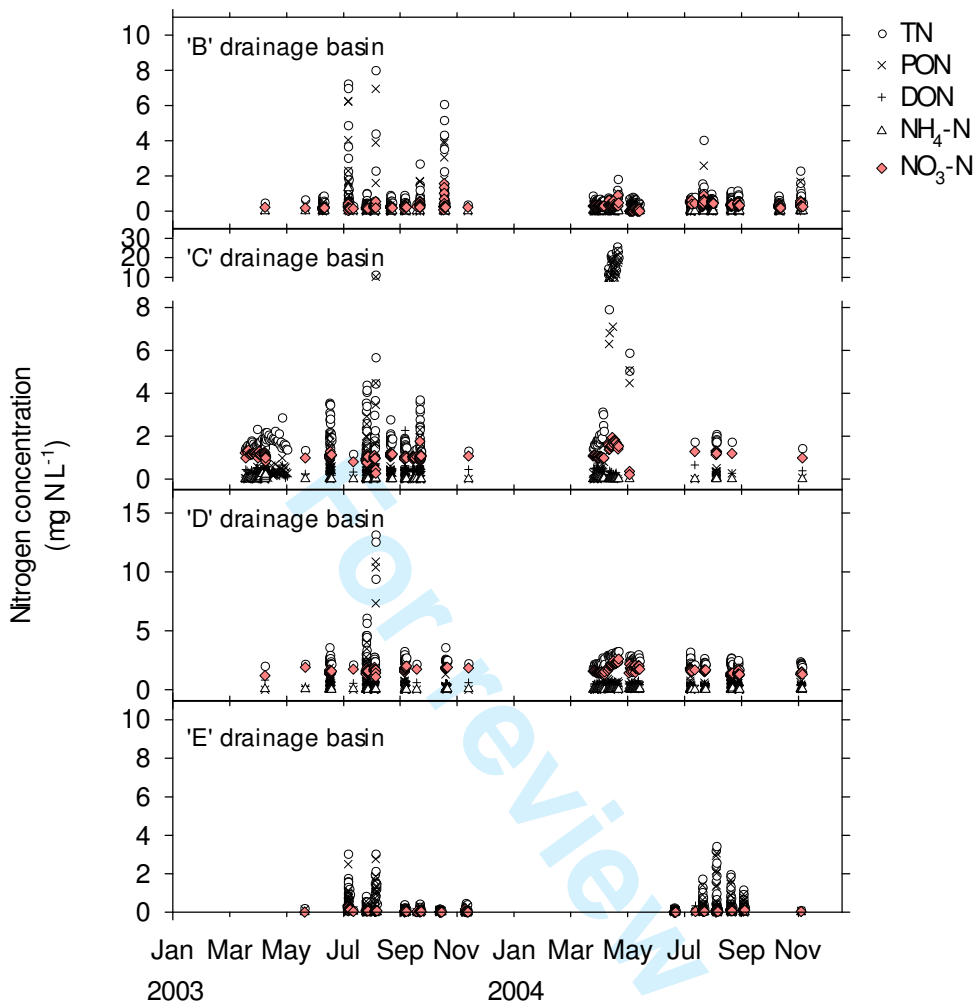 TN
PON
DON
NH4-N
NO3-N
Nitrogen concentration
(mg N L-1)
'B' drainage basin
10
8
6
4
2
0
'C' drainage basin
30
20
10
8
6
4
2
0
'D' drainage basin
15
10
5
0
'E' drainage basin
10
8
6
4
2
0
Jan Mar May Jul Sep Nov Jan Mar May Jul Sep Nov
2003 2004
For review